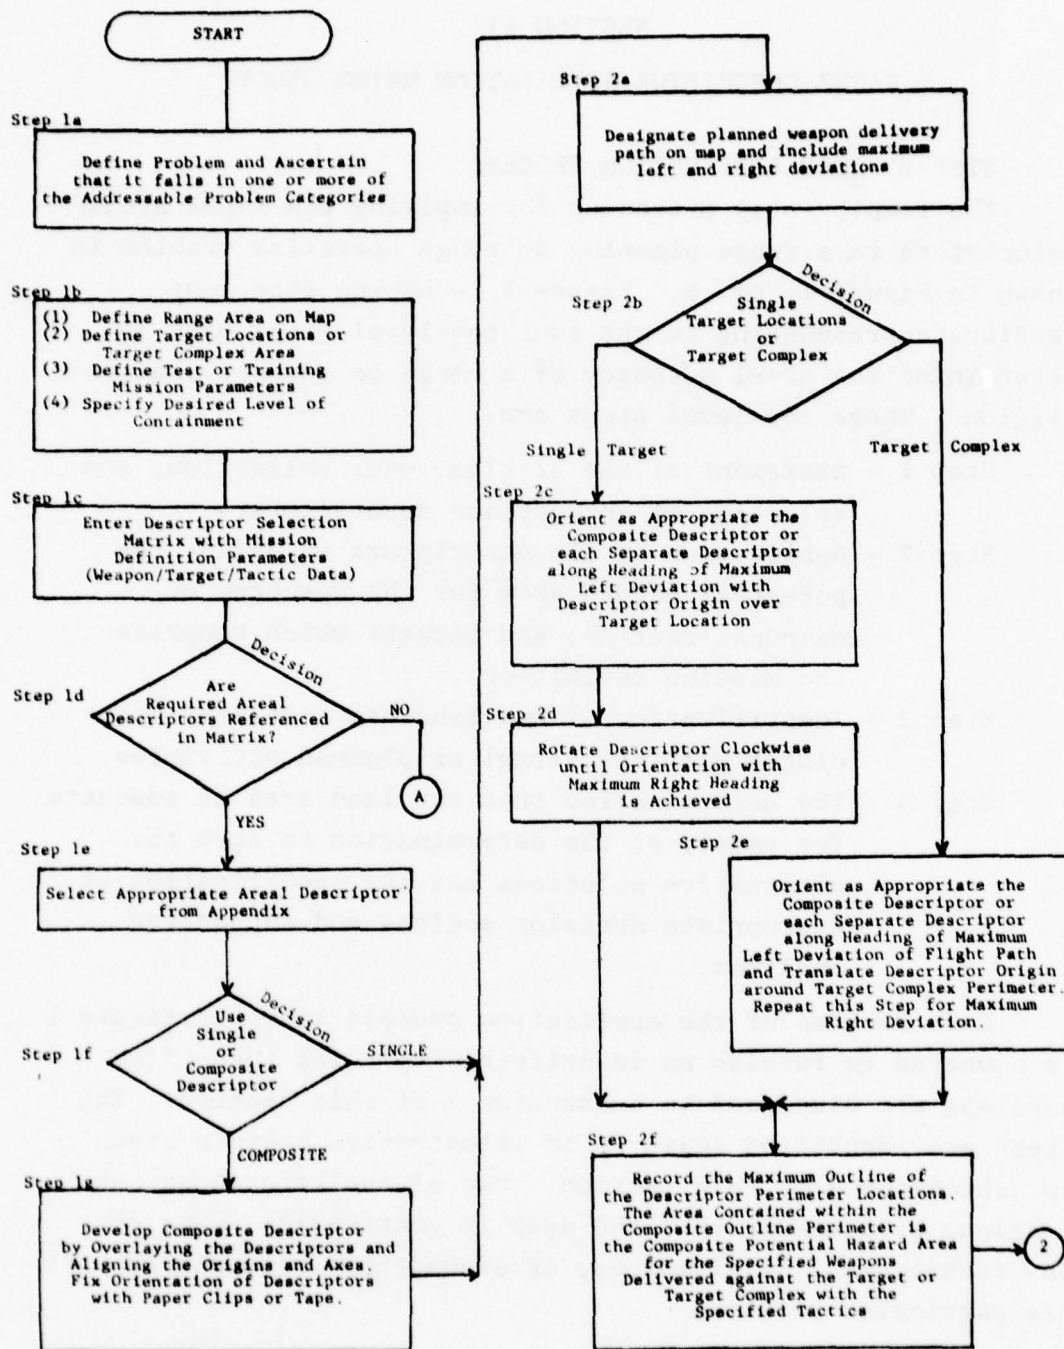 START
Step 1a
Define Problem and Ascertain
that it falls in one or more of
the Addressable Problem Categories
Step 1b
(1) Define Range Area on Map
(2) Define Target Locations or
Target Complex Area
(3) Define Test or Training
Mission Parameters
(4) Specify Desired Level of
Containment
Step 1c
Enter Descriptor Selection
Matrix with Mission
Definition Parameters
(Weapon/Target/Tactic Data)
Decision
Step 1d
Are
Required Areal
Descriptors Referenced
in Matrix?
NO
A
YES
Step 1e
Select Appropriate Areal Descriptor
from Appendix
Decision
Step 1f
Use
Single
or
Composite
Descriptor
SINGLE
COMPOSITE
Step 1g
Develop Composite Descriptor
by Overlaying the Descriptors and
Aligning the Origins and Axes.
Fix Orientation of Descriptors
with Paper Clips or Tape.
Step 2a
Designate planned weapon delivery
path on map and include maximum
left and right deviations
Decision
Step 2b
Single
Target Locations
or
Target Complex
Single Target
Target Complex
Step 2c
Orient as Appropriate the
Composite Descriptor or
each Separate Descriptor
along Heading of Maximum
Left Deviation with
Descriptor Origin over
Target Location
Step 2d
Rotate Descriptor Clockwise
until Orientation with
Maximum Right Heading
is Achieved
Step 2e
Orient as Appropriate the
Composite Descriptor or
each Separate Descriptor
along Heading of Maximum
Left Deviation of Flight Path
and Translate Descriptor Origin
around Target Complex Perimeter.
Repeat this Step for Maximum
Right Deviation.
Step 2f
Record the Maximum Outline of
the Descriptor Perimeter Locations.
The Area Contained within the
Composite Outline Perimeter is
the Composite Potential Hazard Area
for the Specified Weapons
Delivered against the Target or
Target Complex with the
Specified Tactics
2